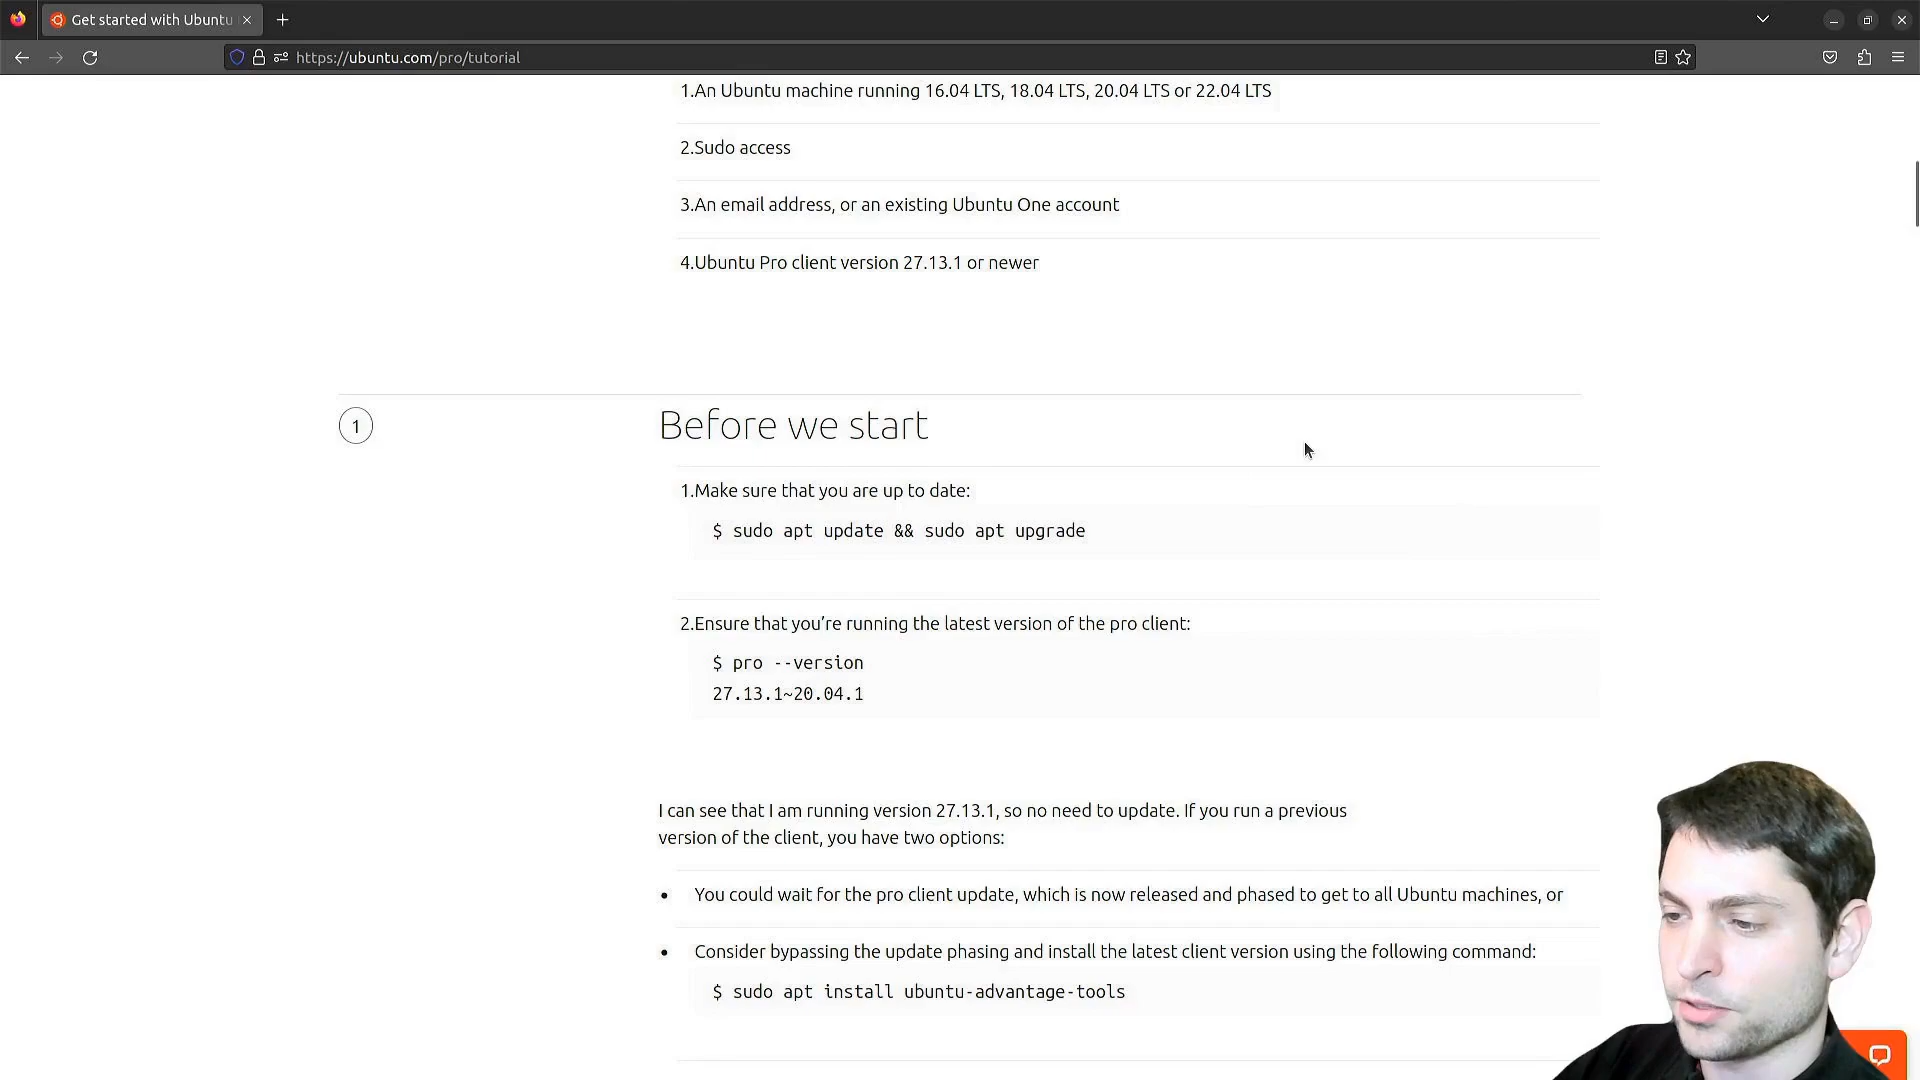 Get started with Ubuntu
https://ubuntu.com/pro/tutorial
1.An Ubuntu machine running 16.04 LTS, 18.04 LTS, 20.04 LTS or 22.04 LTS
2.Sudo access
3.An email address, or an existing Ubuntu One account
4.Ubuntu Pro client version 27.13.1 or newer
1
Before we start
1.Make sure that you are up to date:
$ sudo apt update && sudo apt upgrade
2.Ensure that you’re running the latest version of the pro client:
$ pro --version
27.13.1~20.04.1
I can see that I am running version 27.13.1, so no need to update. If you run a previous
version of the client, you have two options:
• You could wait for the pro client update, which is now released and phased to get to all Ubuntu machines, or
• Consider bypassing the update phasing and install the latest client version using the following command:
$ sudo apt install ubuntu-advantage-tools